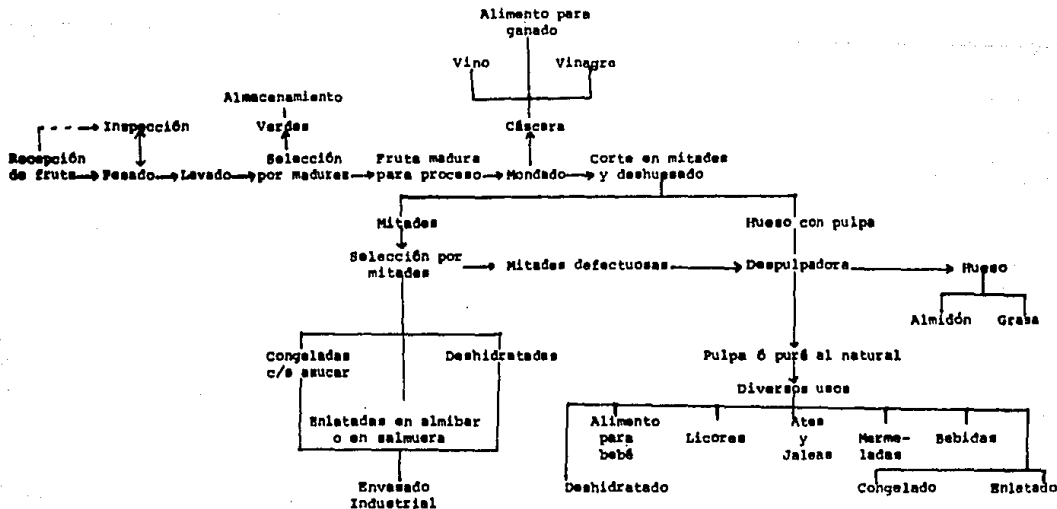 Alimento para
ganado
Vino Vinagre
Almacenamiento
Inspección Verdes Cáscara
Recepción Selección Fruta madura Corte en mitades
de fruta Pesado Lavado por madurez para proceso Mondado y deshuesado
Mitades Hueso con pulpa
Selección por
mitades Mitades defectuosas Despulpadora Hueso
Almidón Grasa
Congeladas Deshidratadas Pulpa ó puré al natural
c/s azucar
Diversos usos
Enlatadas en almibar
o en salmuera
Alimento
para
bebé
Licores
Ates
y
Jaleas
Merme-
ladas
Bebidas
Envasado
Industrial
Deshidratado Congelado Enlatado